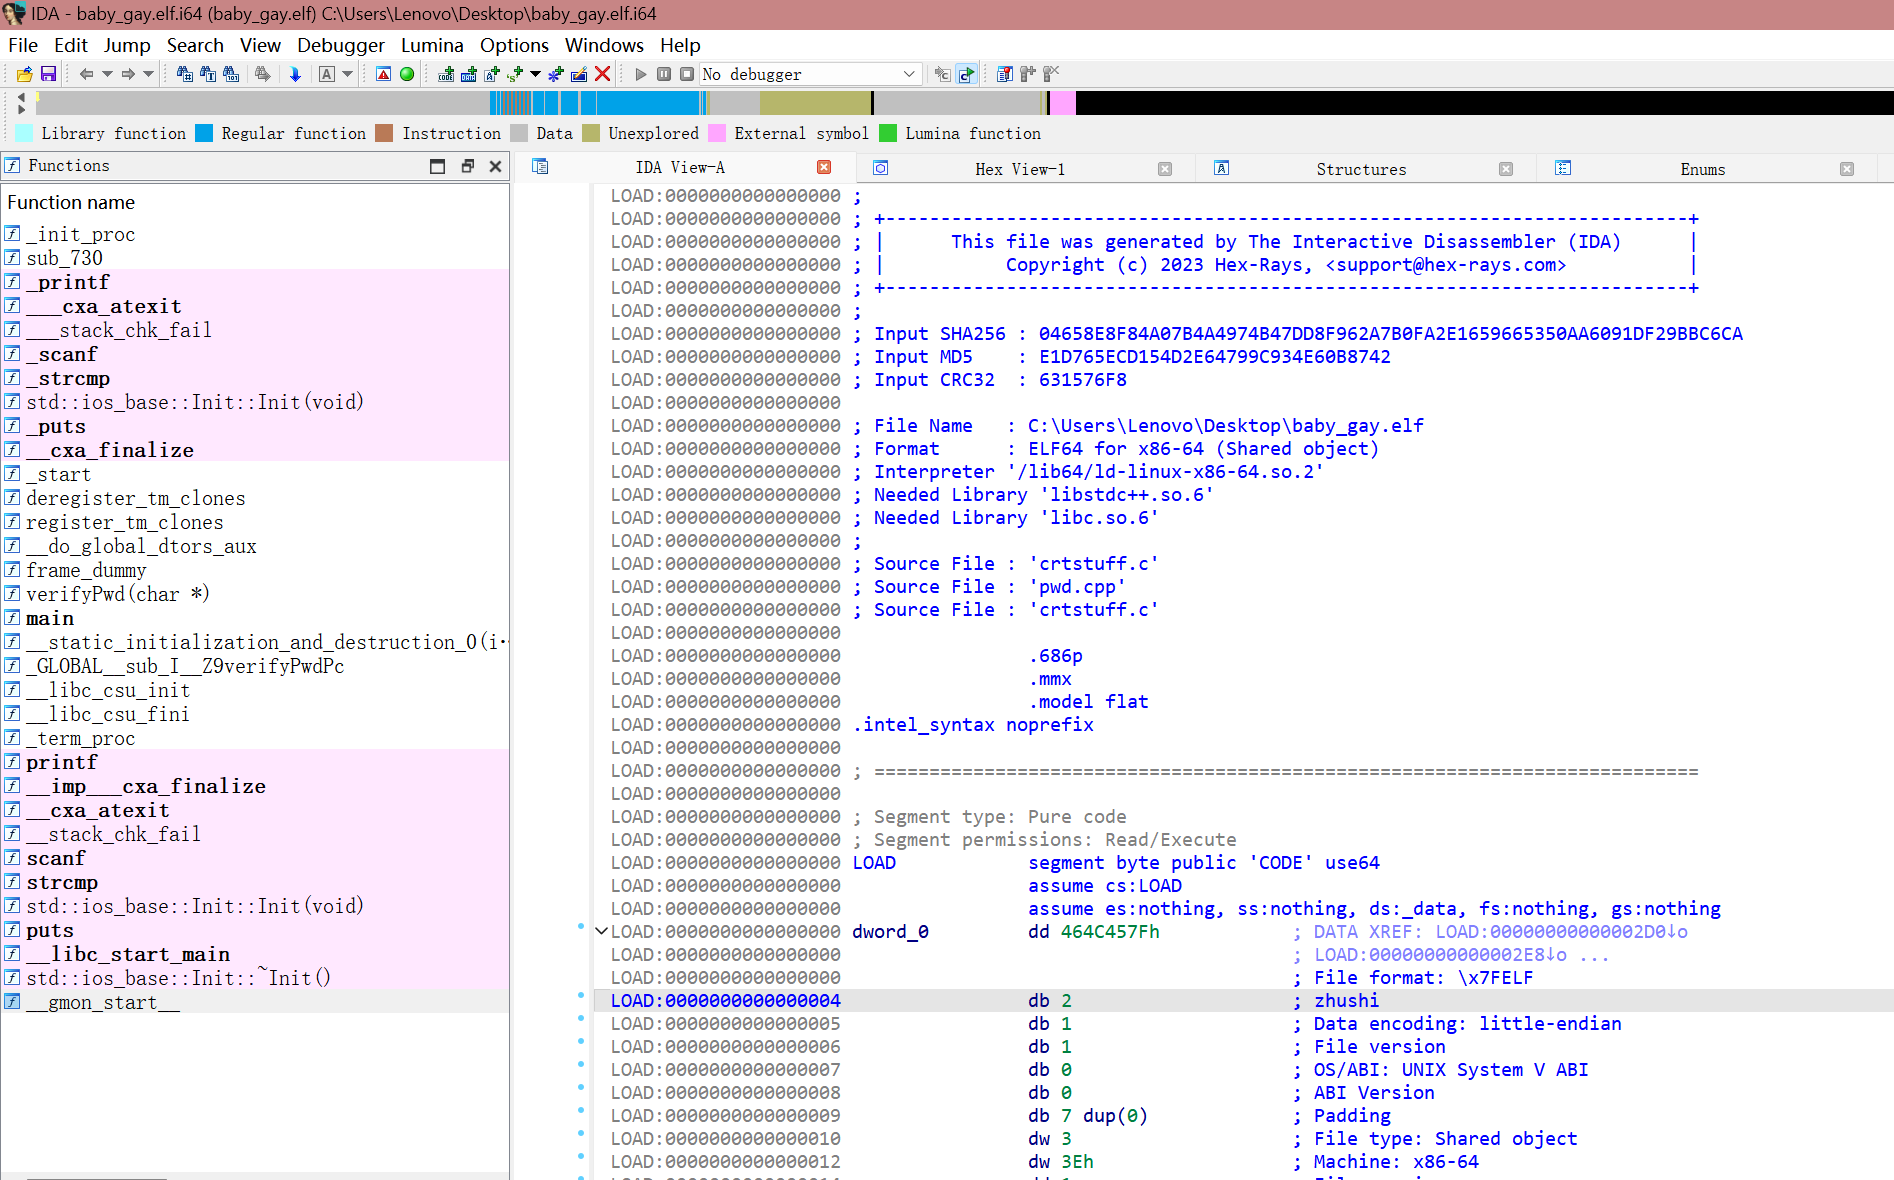 IDA - baby_gay.elf.i64 (baby_gay.elf) C:\Users\Lenovo\Desktop\baby_gay.elf.i64
File Edit Jump Search View Debugger Lumina Options Windows Help
No debugger
Library function Regular function Instruction Data Unexplored External symbol Lumina function
Functions
Function name
_init_proc
sub_730
_printf
___cxa_atexit
___stack_chk_fail
_scanf
_strcmp
std::ios_base::Init::Init(void)
_puts
__cxa_finalize
_start
deregister_tm_clones
register_tm_clones
__do_global_dtors_aux
frame_dummy
verifyPwd(char *)
main
__static_initialization_and_destruction_0(i··
_GLOBAL__sub_I__Z9verifyPwdPc
__libc_csu_init
__libc_csu_fini
_term_proc
printf
__imp___cxa_finalize
__cxa_atexit
__stack_chk_fail
scanf
strcmp
std::ios_base::Init::Init(void)
puts
__libc_start_main
std::ios_base::Init::~Init()
__gmon_start__
IDA View-A Hex View-1 Structures Enums
LOAD:0000000000000000 ;
LOAD:0000000000000000 ; +-------------------------------------------------------------------------+
LOAD:0000000000000000 ; |      This file was generated by The Interactive Disassembler (IDA)      |
LOAD:0000000000000000 ; |           Copyright (c) 2023 Hex-Rays, <support@hex-rays.com>           |
LOAD:0000000000000000 ; +-------------------------------------------------------------------------+
LOAD:0000000000000000 ;
LOAD:0000000000000000 ; Input SHA256 : 04658E8F84A07B4A4974B47DD8F962A7B0FA2E1659665350AA6091DF29BBC6CA
LOAD:0000000000000000 ; Input MD5    : E1D765ECD154D2E64799C934E60B8742
LOAD:0000000000000000 ; Input CRC32  : 631576F8
LOAD:0000000000000000
LOAD:0000000000000000 ; File Name   : C:\Users\Lenovo\Desktop\baby_gay.elf
LOAD:0000000000000000 ; Format      : ELF64 for x86-64 (Shared object)
LOAD:0000000000000000 ; Interpreter '/lib64/ld-linux-x86-64.so.2'
LOAD:0000000000000000 ; Needed Library 'libstdc++.so.6'
LOAD:0000000000000000 ; Needed Library 'libc.so.6'
LOAD:0000000000000000 ;
LOAD:0000000000000000 ; Source File : 'crtstuff.c'
LOAD:0000000000000000 ; Source File : 'pwd.cpp'
LOAD:0000000000000000 ; Source File : 'crtstuff.c'
LOAD:0000000000000000
LOAD:0000000000000000 .686p
LOAD:0000000000000000 .mmx
LOAD:0000000000000000 .model flat
LOAD:0000000000000000 .intel_syntax noprefix
LOAD:0000000000000000
LOAD:0000000000000000 ; ===========================================================================
LOAD:0000000000000000
LOAD:0000000000000000 ; Segment type: Pure code
LOAD:0000000000000000 ; Segment permissions: Read/Execute
LOAD:0000000000000000 LOAD segment byte public 'CODE' use64
LOAD:0000000000000000 assume cs:LOAD
LOAD:0000000000000000 assume es:nothing, ss:nothing, ds:_data, fs:nothing, gs:nothing
LOAD:0000000000000000 dword_0 dd 464C457Fh ; DATA XREF: LOAD:00000000000002D0↓o
LOAD:0000000000000000 ; LOAD:00000000000002E8↓o ...
LOAD:0000000000000000 ; File format: \x7FELF
LOAD:0000000000000004 db 2 ; zhushi
LOAD:0000000000000005 db 1 ; Data encoding: little-endian
LOAD:0000000000000006 db 1 ; File version
LOAD:0000000000000007 db 0 ; OS/ABI: UNIX System V ABI
LOAD:0000000000000008 db 0 ; ABI Version
LOAD:0000000000000009 db 7 dup(0) ; Padding
LOAD:0000000000000010 dw 3 ; File type: Shared object
LOAD:0000000000000012 dw 3Eh ; Machine: x86-64